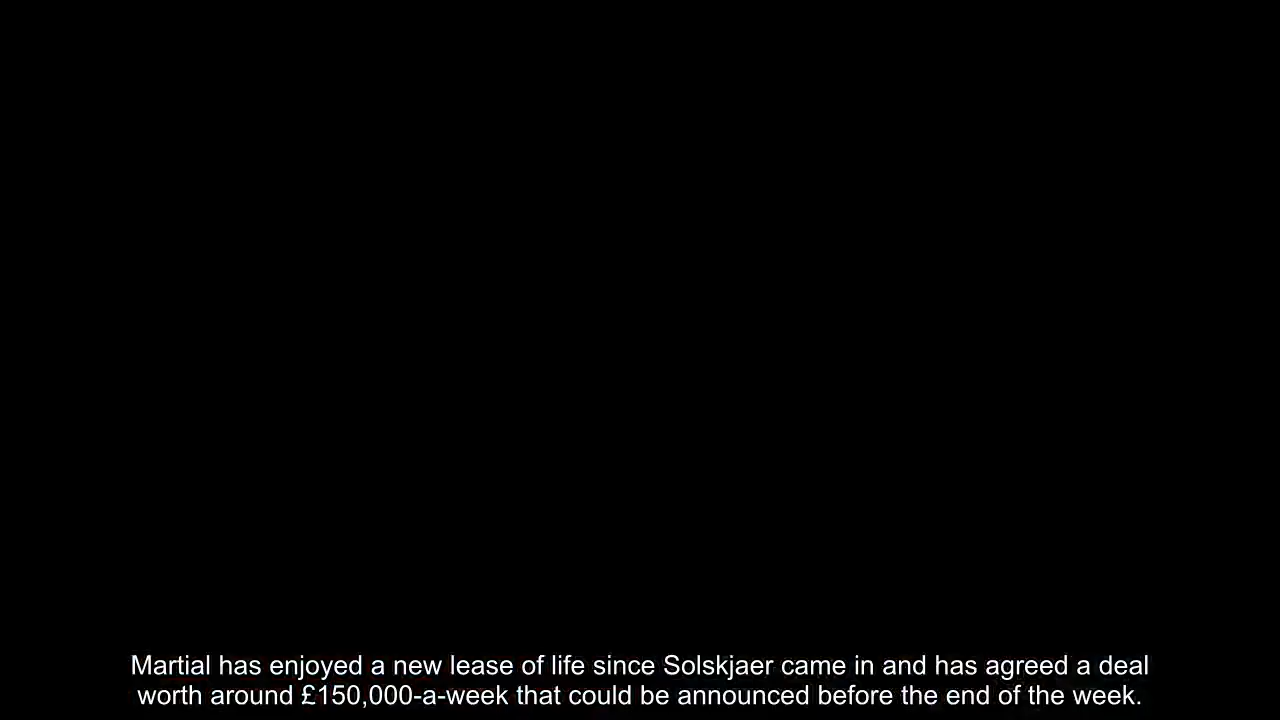 Martial has enjoyed a new lease of life since Solskjaer came in and has agreed a deal
worth around £150,000-a-week that could be announced before the end of the week.